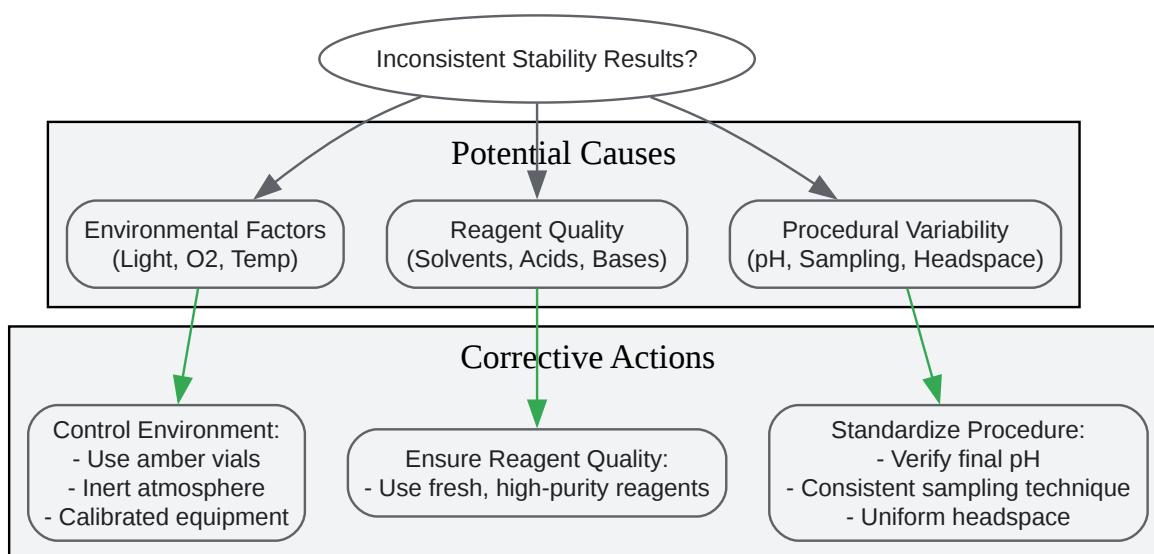 Inconsistent Stability Results?
Potential Causes
Environmental Factors
(Light, O2, Temp)
Reagent Quality
(Solvents, Acids, Bases)
Procedural Variability
(pH, Sampling, Headspace)
Corrective Actions
Control Environment:
- Use amber vials
- Inert atmosphere
- Calibrated equipment
Ensure Reagent Quality:
- Use fresh, high-purity reagents
Standardize Procedure:
- Verify final pH
- Consistent sampling technique
- Uniform headspace